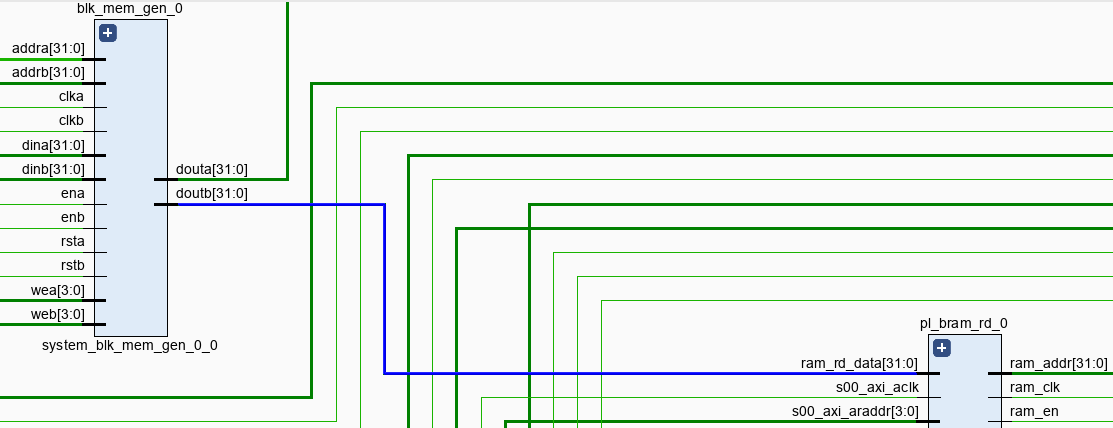 blk_mem_gen_0
addra[31:0]
addrb[31:0]
clka
clkb
dina[31:0]
dinb[31:0]
ena
enb
rsta
rstb
wea[3:0]
web[3:0]
douta[31:0]
doutb[31:0]
system_blk_mem_gen_0_0
pl_bram_rd_0
ram_rd_data[31:0]
s00_axi_aclk
s00_axi_araddr[3:0]
ram_addr[31:0]
ram_clk
ram_en